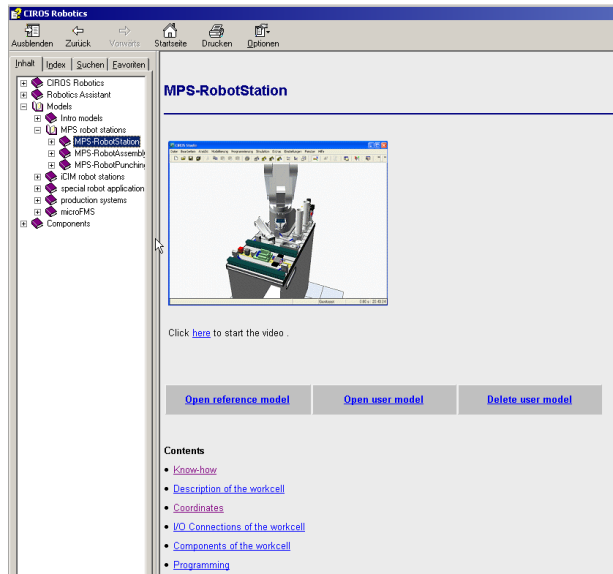 CIROS Robotics
Ausblenden Zurück Vorwärts Startseite Drucken Optionen
Inhalt Index Suchen Favoriten
CIROS Robotics
Robotics Assistant
Models
Intro models
MPS robot stations
MPS-RobotStation
MPS-RobotAssembl
MPS-RobotPunching
iCIM robot stations
special robot application
production systems
microFMS
Components
MPS-RobotStation
Click here to start the video .
Open reference model Open user model Delete user model
Contents
• Know-how
• Description of the workcell
• Coordinates
• I/O Connections of the workcell
• Components of the workcell
• Programming